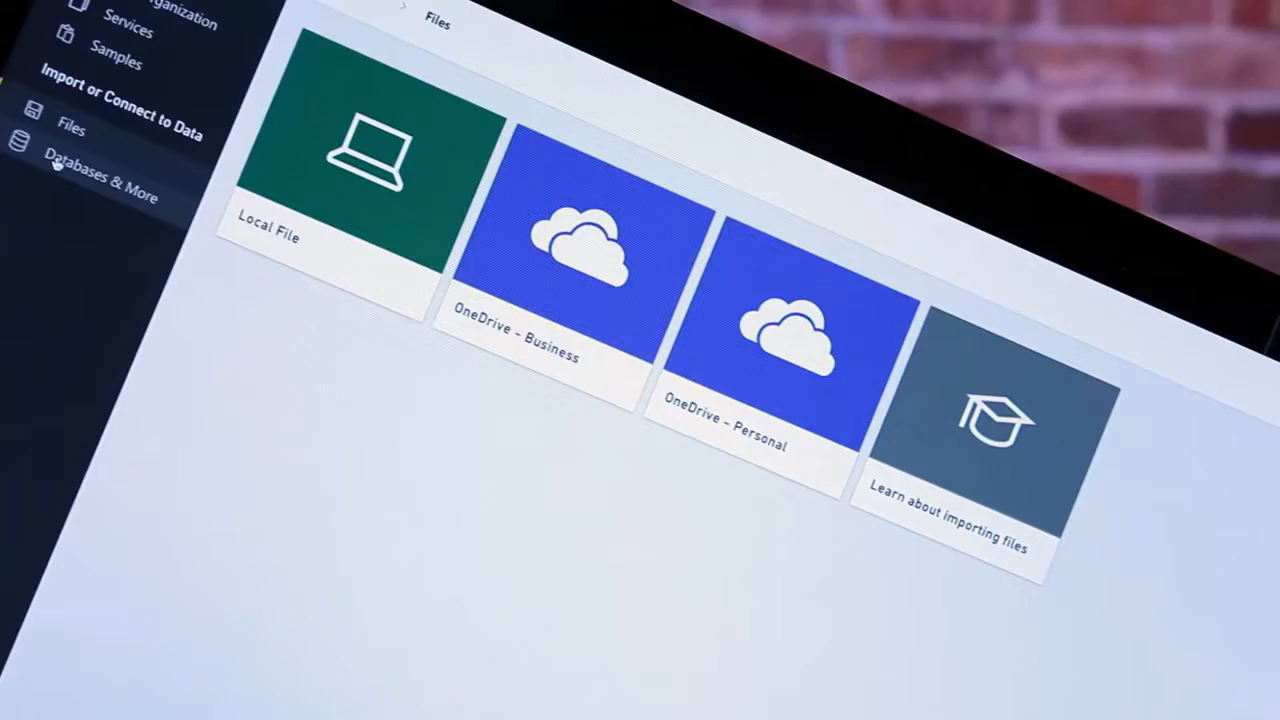 Services
Samples
Import or Connect to Data
Files
Databases & More
Files
Local File
OneDrive – Business
OneDrive – Personal
Learn about importing files